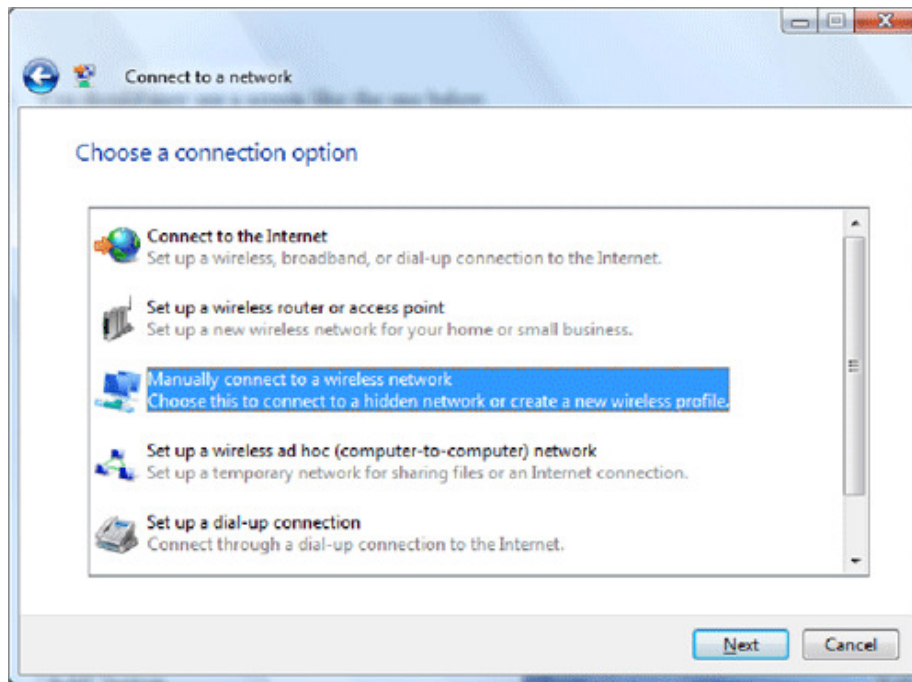 Connect to a network
Choose a connection option
Connect to the Internet
Set up a wireless, broadband, or dial-up connection to the Internet.
Set up a wireless router or access point
Set up a new wireless network for your home or small business.
Manually connect to a wireless network
Choose this to connect to a hidden network or create a new wireless profile.
Set up a wireless ad hoc (computer-to-computer) network
Set up a temporary network for sharing files or an Internet connection.
Set up a dial-up connection
Connect through a dial-up connection to the Internet.
Next
Cancel